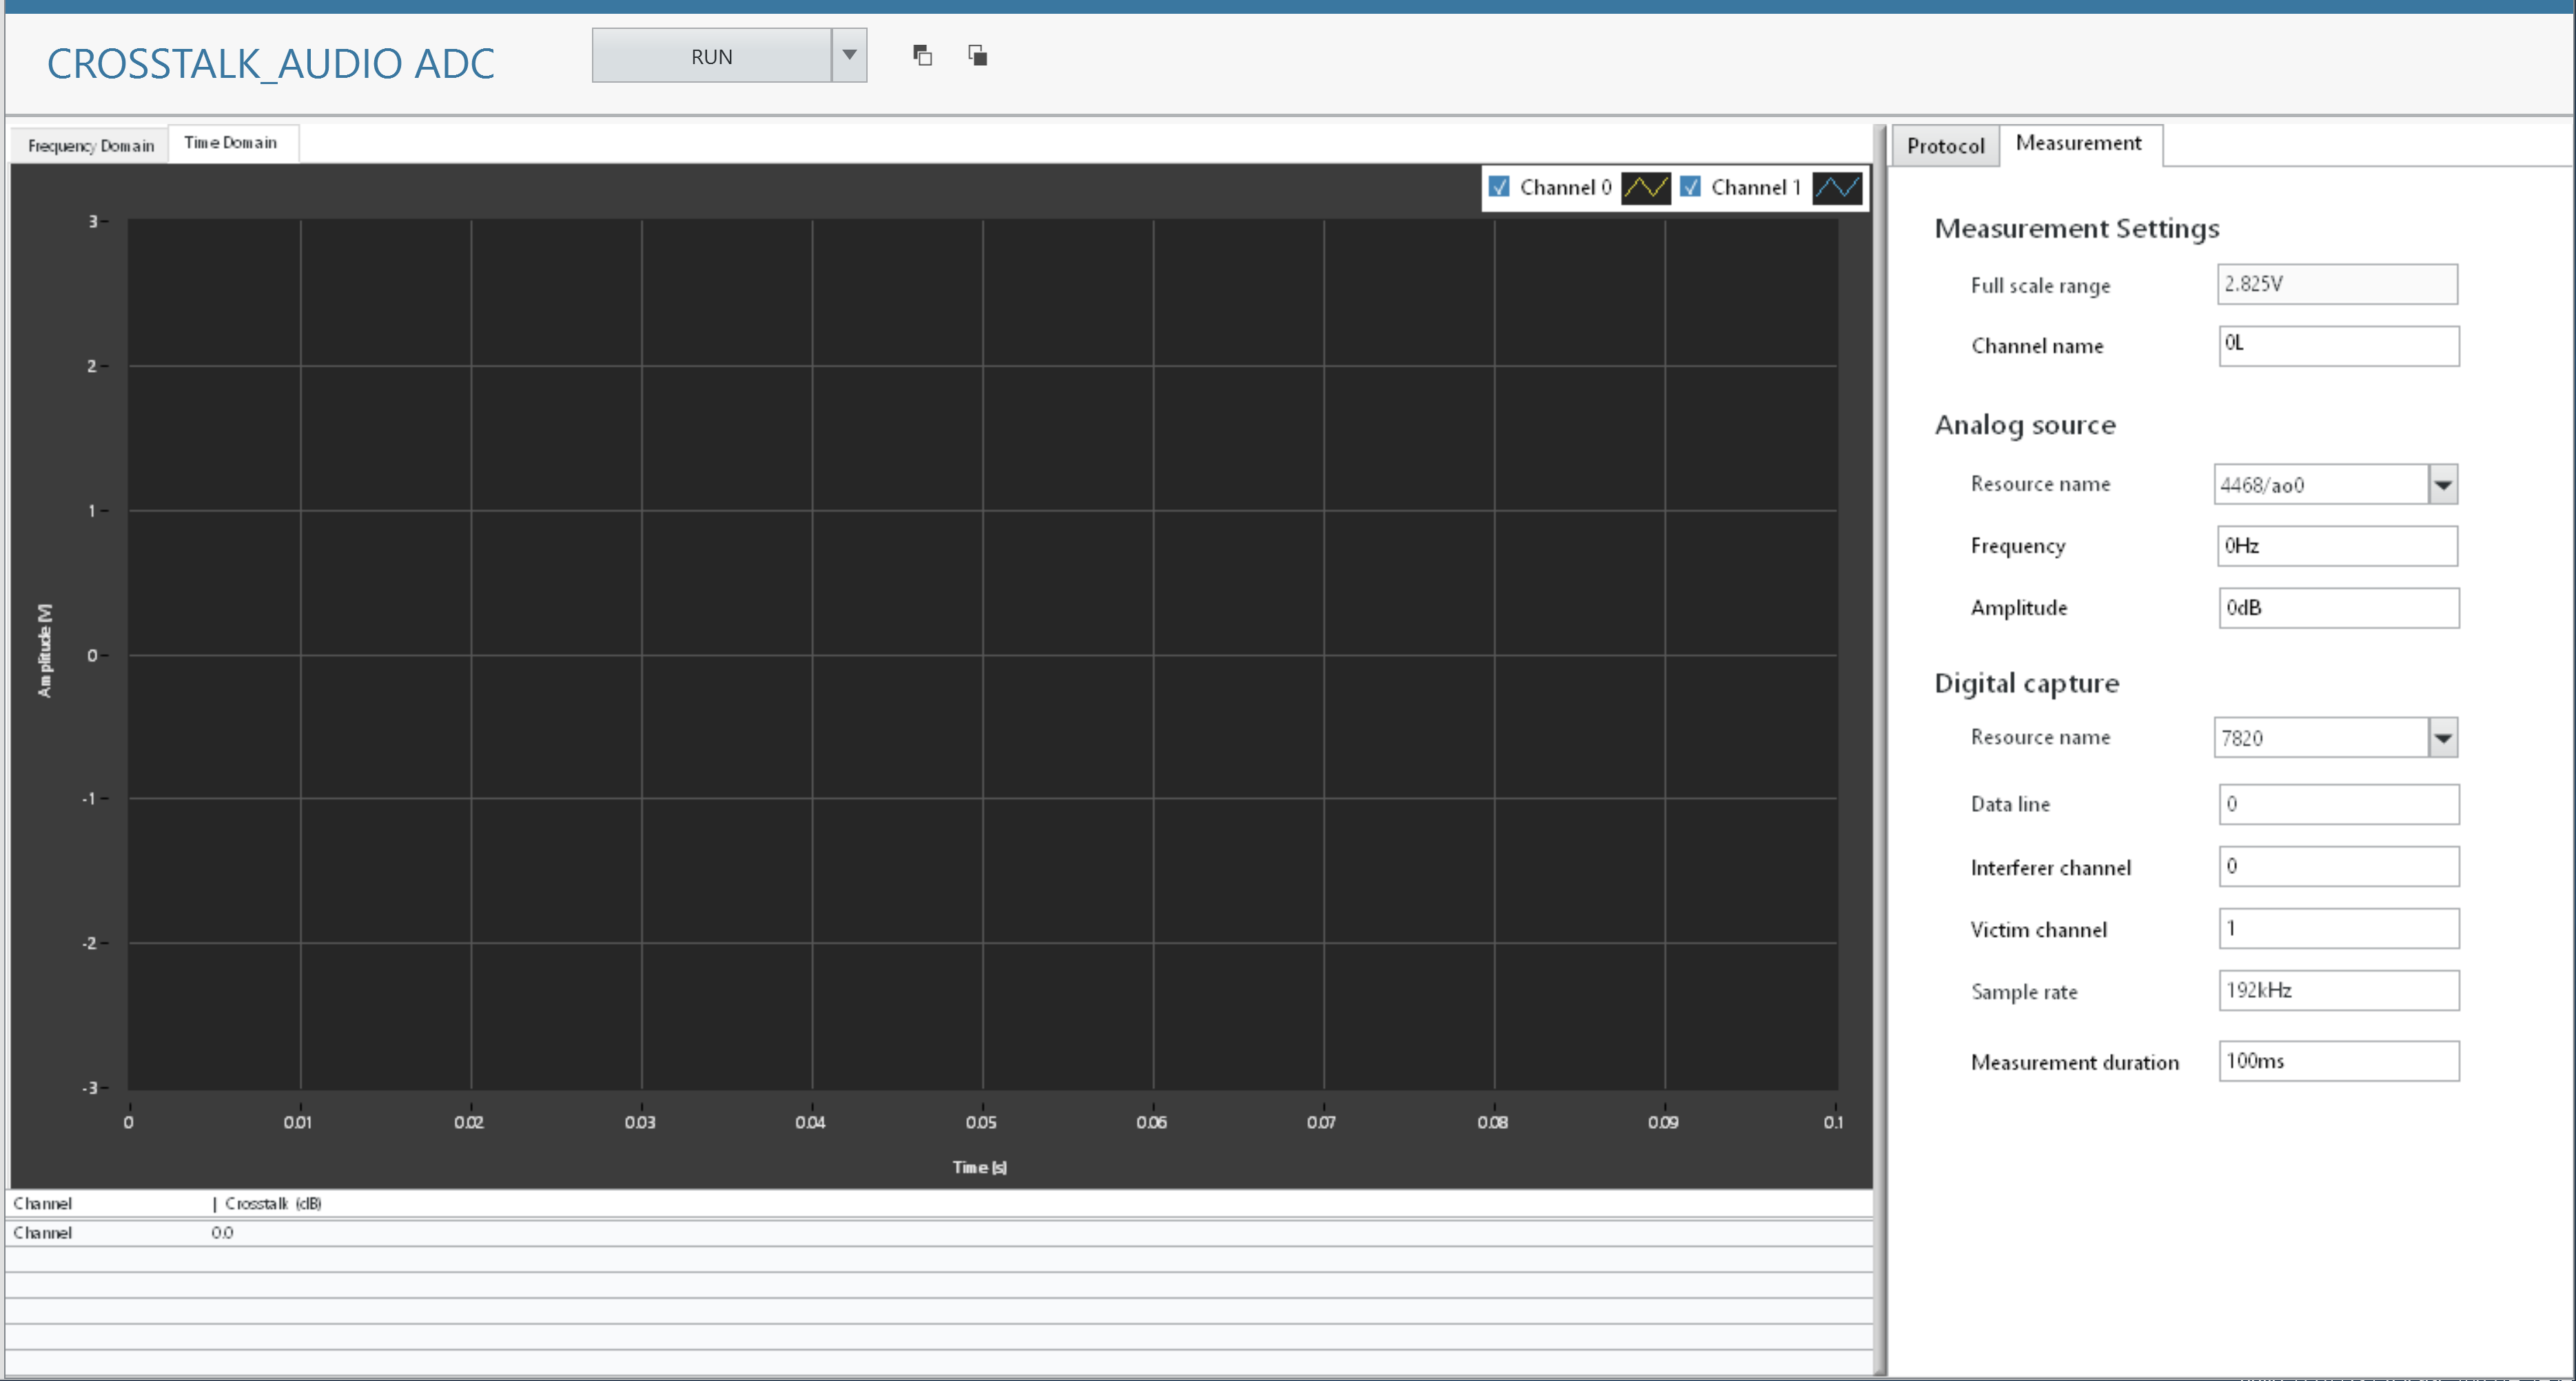 CROSSTALK_AUDIO ADC
RUN
Frequency Domain
Time Domain
Protocol
Measurement
Channel 0
Channel 1
3
2
1
0
-1
-2
-3
Amplitude [V]
0 0.01 0.02 0.03 0.04 0.05 0.06 0.07 0.08 0.09 0.1
Time [s]
Channel | Crosstalk (dB)
Channel 0.0
Measurement Settings
Full scale range 2.825V
Channel name 0L
Analog source
Resource name 4468/ao0
Frequency 0Hz
Amplitude 0dB
Digital capture
Resource name 7820
Data line 0
Interferer channel 0
Victim channel 1
Sample rate 192kHz
Measurement duration 100ms